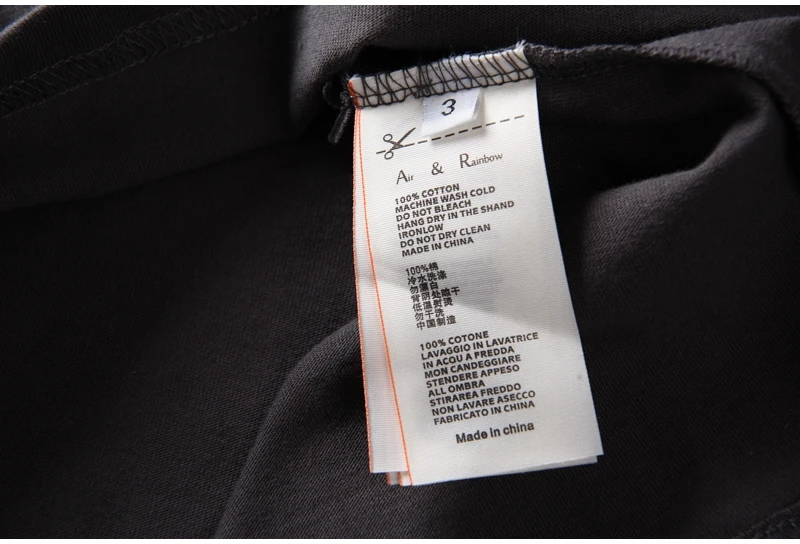 3
Air & Rainbow
100% COTTON
MACHINE WASH COLD
DO NOT BLEACH
HANG DRY IN THE SHAND
IRONLOW
DO NOT DRY CLEAN
MADE IN CHINA
100%棉
冷水洗涤
勿漂白
背阴处晾干
低温熨烫
勿干洗
中国制造
100% COTONE
LAVAGGIO IN LAVATRICE
IN ACQU A FREDDA
MON CANDEGGIARE
STENDERE APPESO
ALL OMBRA
STIRAREA FREDDO
NON LAVARE ASECCO
FABRICATO IN CHINA
Made in china